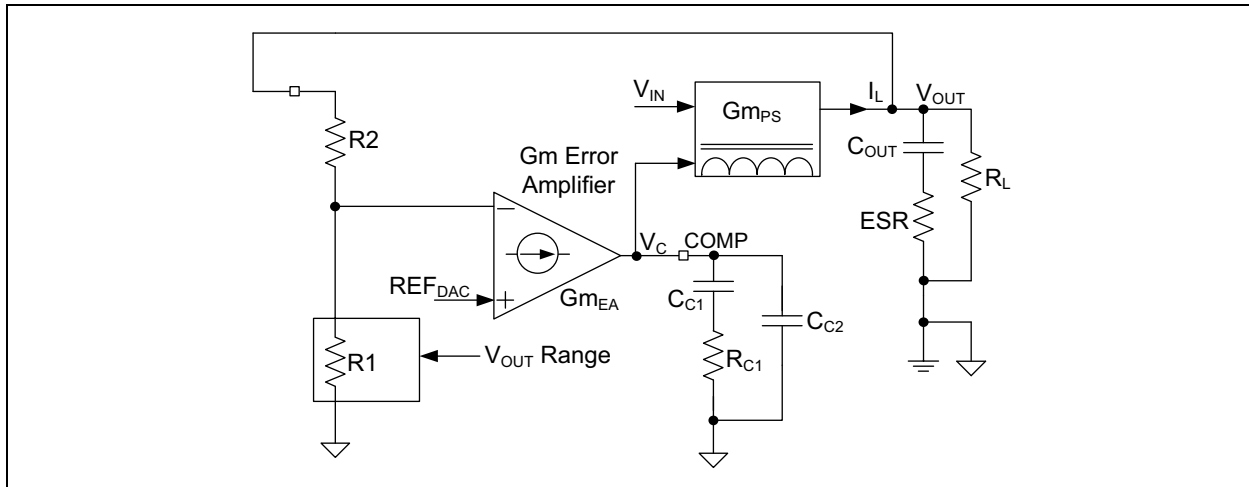 V_IN
Gm_PS
I_L
V_OUT
R2
Gm Error
Amplifier
C_OUT
R_L
ESR
−
V_C
COMP
REF_DAC
+
Gm_EA
C_C1
C_C2
R1
V_OUT Range
R_C1